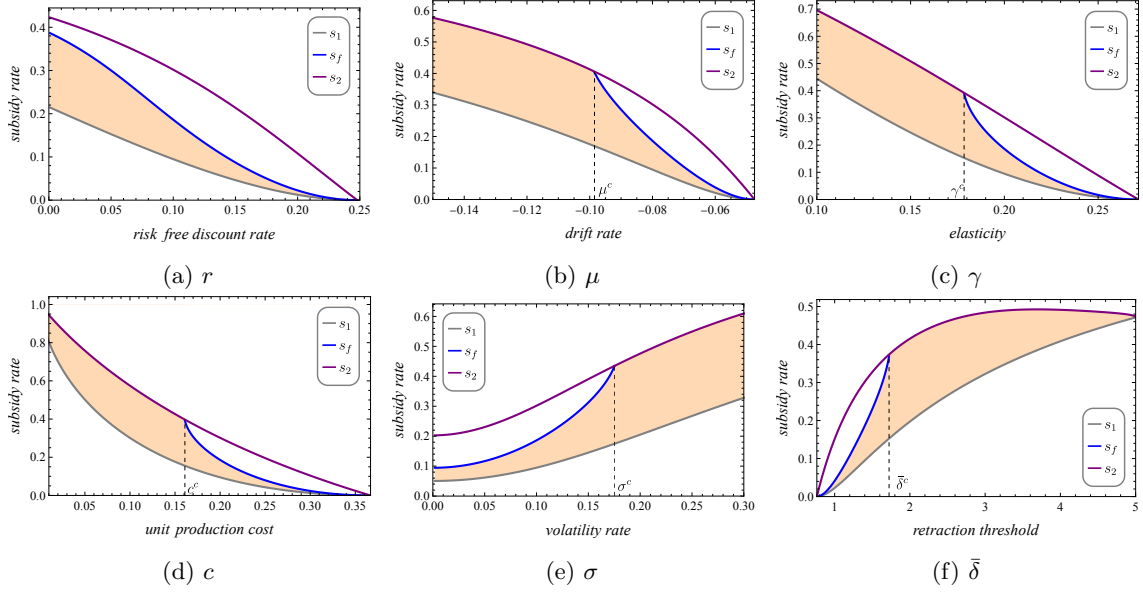 0.4
0.3
0.2
0.1
0.0
0.00
0.05
0.10
0.15
0.20
0.25
subsidy rate
risk free discount rate
s1
sf
s2
(a) r
0.6
0.5
0.4
0.3
0.2
0.1
0.0
−0.14
−0.12
−0.10
−0.08
−0.06
subsidy rate
drift rate
μ^c
s1
sf
s2
(b) μ
0.7
0.6
0.5
0.4
0.3
0.2
0.1
0.0
0.10
0.15
0.20
0.25
subsidy rate
elasticity
γ^c
s1
sf
s2
(c) γ
1.0
0.8
0.6
0.4
0.2
0.0
0.05
0.10
0.15
0.20
0.25
0.30
0.35
subsidy rate
unit production cost
c^c
s1
sf
s2
(d) c
0.6
0.5
0.4
0.3
0.2
0.1
0.0
0.00
0.05
0.10
0.15
0.20
0.25
0.30
subsidy rate
volatility rate
σ^c
s1
sf
s2
(e) σ
0.5
0.4
0.3
0.2
0.1
0.0
1
2
3
4
5
subsidy rate
retraction threshold
δ̄^c
s1
sf
s2
(f) δ̄